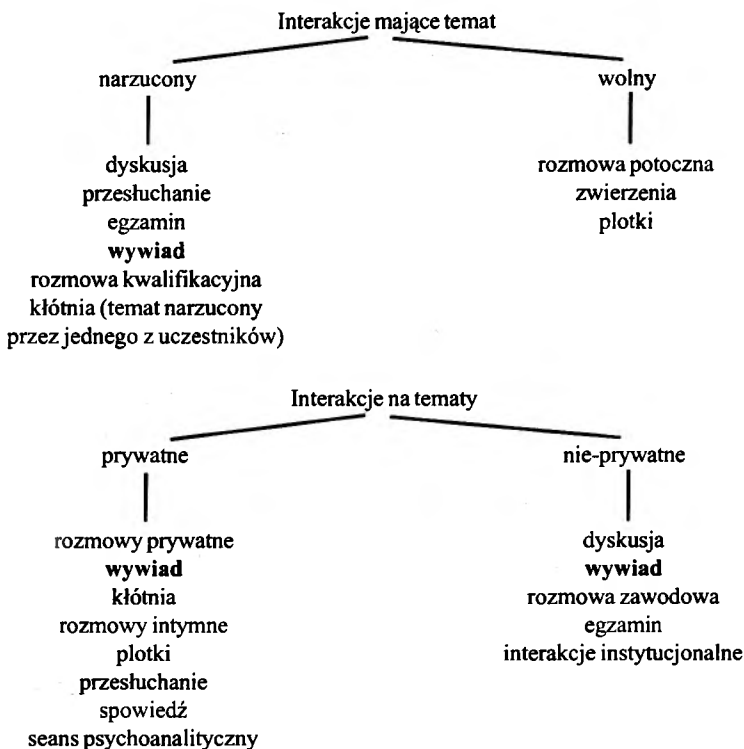 Interakcje mające temat
narzucony
wolny
dyskusja
przesłuchanie
egzamin
wywiad
rozmowa kwalifikacyjna
kłótnia (temat narzucony
przez jednego z uczestników)
rozmowa potoczna
zwierzenia
plotki
Interakcje na tematy
prywatne
nie-prywatne
rozmowy prywatne
wywiad
kłótnia
rozmowy intymne
plotki
przesłuchanie
spowiedź
seans psychoanalityczny
dyskusja
wywiad
rozmowa zawodowa
egzamin
interakcje instytucjonalne